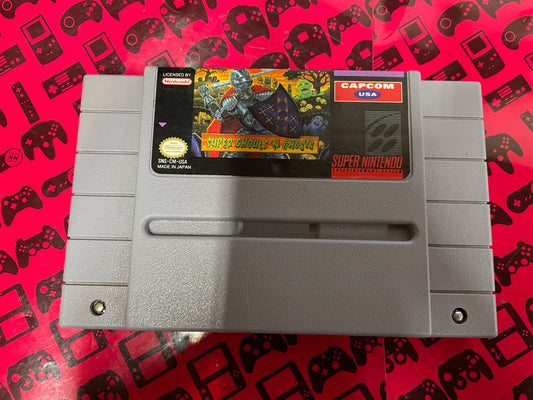 LICENSED BY
Nintendo
SNS-CM-USA
MADE IN JAPAN
SUPER GHOULS 'N GHOSTS
CAPCOM
USA
SUPER NINTENDO
ENTERTAINMENT SYSTEM